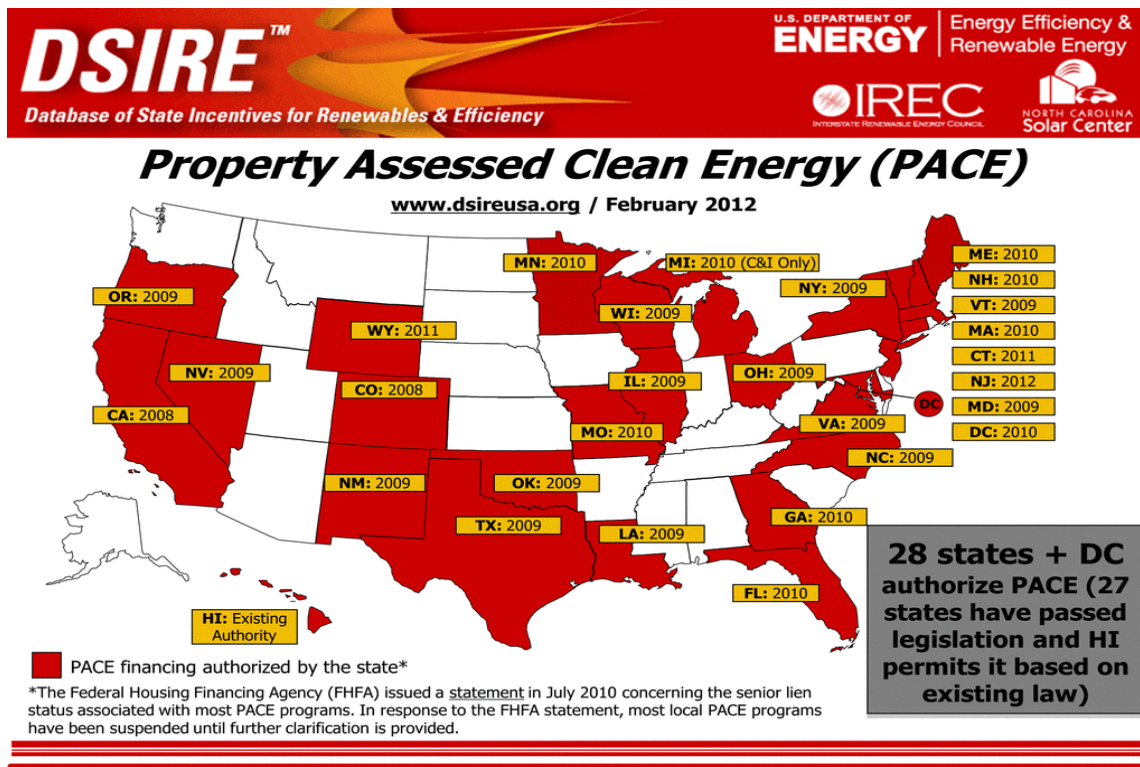 DSIRE™
Database of State Incentives for Renewables & Efficiency
U.S. DEPARTMENT OF
ENERGY
Energy Efficiency &
Renewable Energy
IREC
INTERSTATE RENEWABLE ENERGY COUNCIL
NORTH CAROLINA
Solar Center
Property Assessed Clean Energy (PACE)
www.dsireusa.org / February 2012
MN: 2010
MI: 2010 (C&I Only)
ME: 2010
NH: 2010
NY: 2009
OR: 2009
VT: 2009
WI: 2009
WY: 2011
MA: 2010
CT: 2011
NV: 2009
OH: 2009
IL: 2009
NJ: 2012
CO: 2008
DC
MD: 2009
CA: 2008
VA: 2009
MO: 2010
DC: 2010
NC: 2009
NM: 2009
OK: 2009
GA: 2010
TX: 2009
LA: 2009
FL: 2010
HI: Existing
Authority
28 states + DC
authorize PACE (27
states have passed
legislation and HI
permits it based on
existing law)
PACE financing authorized by the state*
*The Federal Housing Financing Agency (FHFA) issued a statement in July 2010 concerning the senior lien
status associated with most PACE programs. In response to the FHFA statement, most local PACE programs
have been suspended until further clarification is provided.